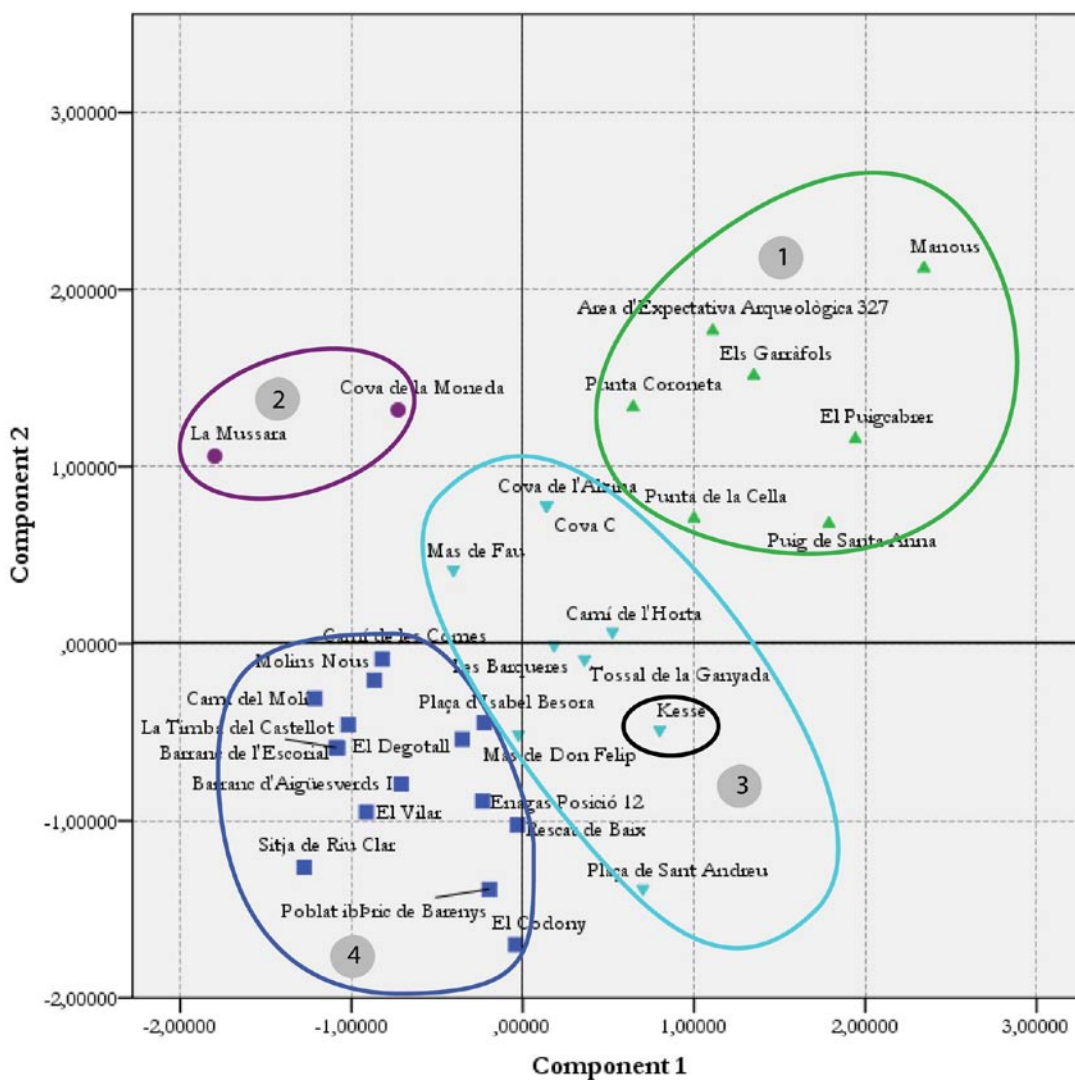 3,00000
1
Manous
2,00000
Area d'Expectativa Arqueològica 327
Els Garràfols
2
Cova de la Moneda
Punta Coroneta
El Puigcabrer
La Mussara
Component 2
1,00000
Cova de l'Alzina
Punta de la Cella
Cova C
Puig de Santa Anna
Mas de Fau
Camí de l'Horta
Camí de les Comes
,00000
Molins Nous
Les Barqueres
Tossal de la Ganyada
Camí del Molí
Plaça d'Isabel Besora
Kesse
La Timba del Castellot
El Degotall
Barranc de l'Escorial
Mas de Don Felip
3
Barranc d'Aigüesverds I
Enagas Posició 12
El Vilar
-1,00000
Rescat de Baix
Sitja de Riu Clar
Plaça de Sant Andreu
Poblat ibÞric de Barenys
El Codony
4
-2,00000
-2,00000 -1,00000 ,00000 1,00000 2,00000 3,00000
Component 1